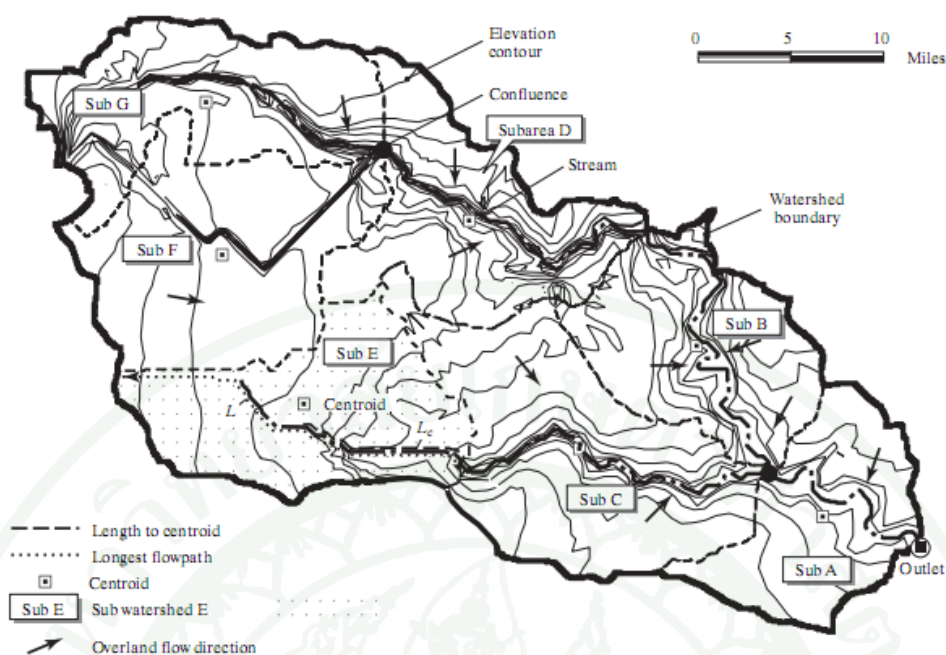 Elevation
contour
0 5 10
Miles
Sub G
Confluence
Subarea D
Stream
Watershed
boundary
Sub F
Sub B
Sub E
L
Centroid
Lc
Sub C
Length to centroid
Longest flowpath
Centroid
Sub E Sub watershed E
Overland flow direction
Sub A
Outlet